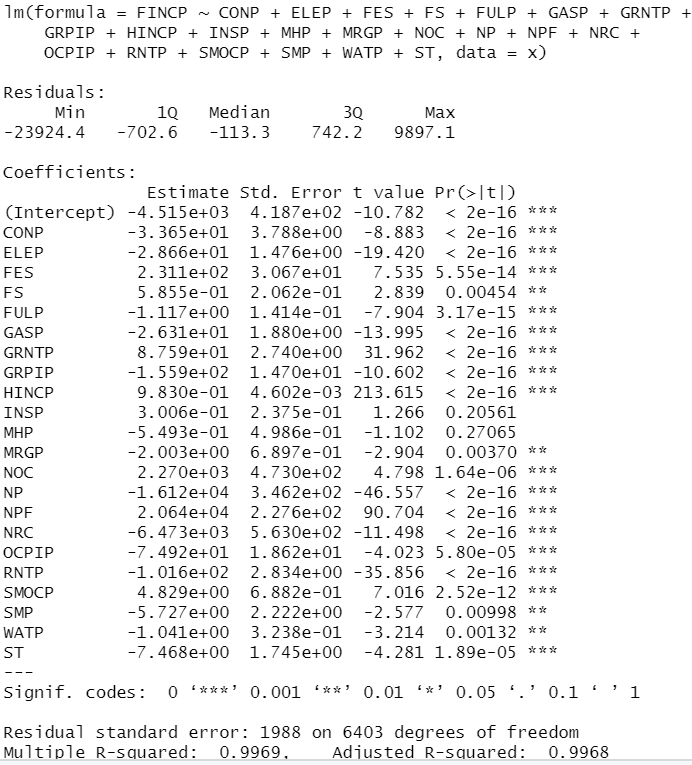 lm(formula = FINCP ~ CONP + ELEP + FES + FS + FULP + GASP + GRNTP +
    GRPIP + HINCP + INSP + MHP + MRGP + NOC + NP + NPF + NRC +
    OCPIP + RNTP + SMOCP + SMP + WATP + ST, data = x)

Residuals:
     Min       1Q   Median       3Q      Max
-23924.4   -702.6   -113.3    742.2   9897.1

Coefficients:
              Estimate Std. Error t value Pr(>|t|)
(Intercept) -4.515e+03  4.187e+02 -10.782  < 2e-16 ***
CONP        -3.365e+01  3.788e+00  -8.883  < 2e-16 ***
ELEP        -2.866e+01  1.476e+00 -19.420  < 2e-16 ***
FES          2.311e+02  3.067e+01   7.535 5.55e-14 ***
FS           5.855e-01  2.062e-01   2.839  0.00454 **
FULP        -1.117e+00  1.414e-01  -7.904 3.17e-15 ***
GASP        -2.631e+01  1.880e+00 -13.995  < 2e-16 ***
GRNTP        8.759e+01  2.740e+00  31.962  < 2e-16 ***
GRPIP       -1.559e+02  1.470e+01 -10.602  < 2e-16 ***
HINCP        9.830e-01  4.602e-03 213.615  < 2e-16 ***
INSP         3.006e-01  2.375e-01   1.266  0.20561
MHP         -5.493e-01  4.986e-01  -1.102  0.27065
MRGP        -2.003e+00  6.897e-01  -2.904  0.00370 **
NOC          2.270e+03  4.730e+02   4.798 1.64e-06 ***
NP          -1.612e+04  3.462e+02 -46.557  < 2e-16 ***
NPF          2.064e+04  2.276e+02  90.704  < 2e-16 ***
NRC         -6.473e+03  5.630e+02 -11.498  < 2e-16 ***
OCPIP       -7.492e+01  1.862e+01  -4.023 5.80e-05 ***
RNTP        -1.016e+02  2.834e+00 -35.856  < 2e-16 ***
SMOCP        4.829e+00  6.882e-01   7.016 2.52e-12 ***
SMP         -5.727e+00  2.222e+00  -2.577  0.00998 **
WATP        -1.041e+00  3.238e-01  -3.214  0.00132 **
ST          -7.468e+00  1.745e+00  -4.281 1.89e-05 ***
---
Signif. codes:  0 ‘***’ 0.001 ‘**’ 0.01 ‘*’ 0.05 ‘.’ 0.1 ‘ ’ 1

Residual standard error: 1988 on 6403 degrees of freedom
Multiple R-squared:  0.9969,    Adjusted R-squared:  0.9968